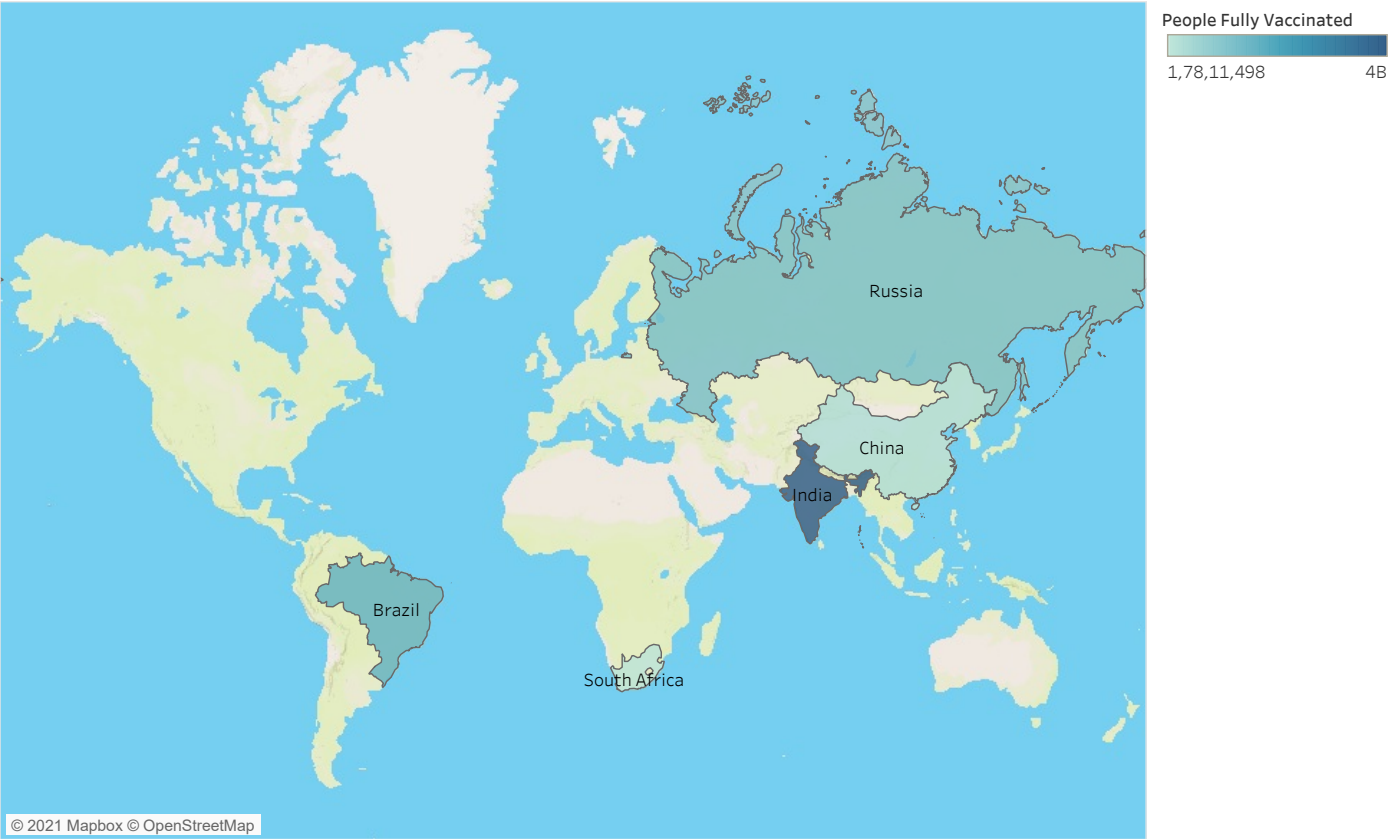 People Fully Vaccinated
1,78,11,498 4B
Russia
China
India
Brazil
South Africa
© 2021 Mapbox © OpenStreetMap